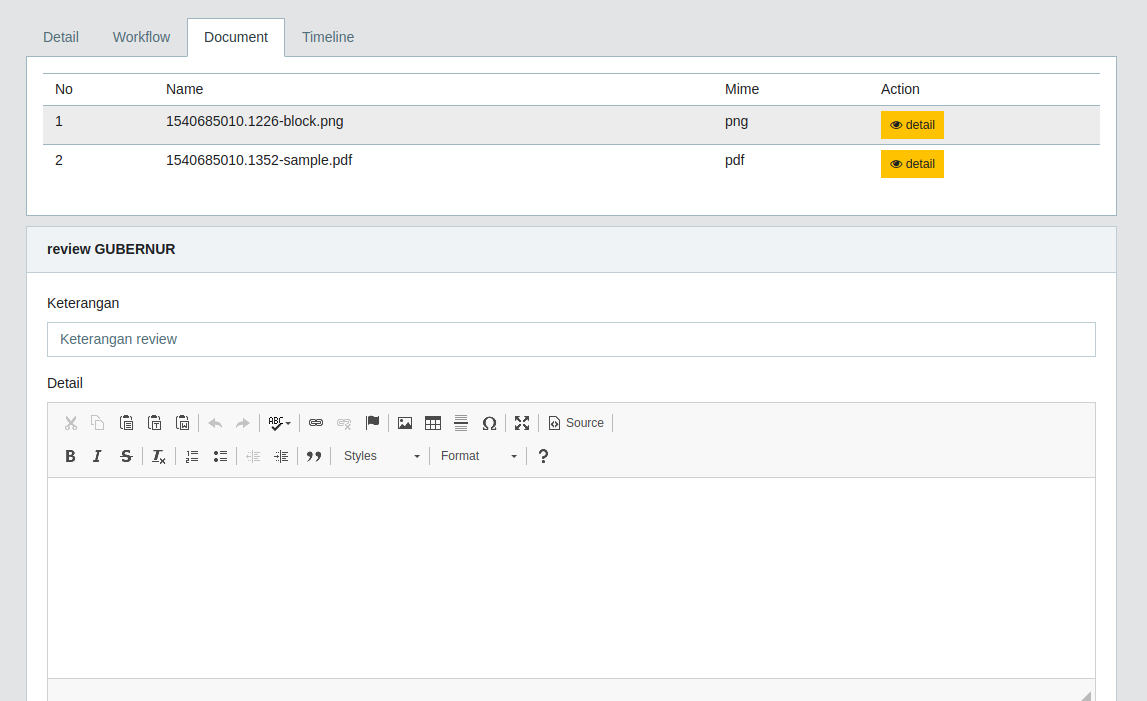 Detail Workflow Document Timeline
No Name Mime Action
1 1540685010.1226-block.png png detail
2 1540685010.1352-sample.pdf pdf detail
review GUBERNUR
Keterangan
Keterangan review
Detail
ABC Source
B I S Styles Format ?